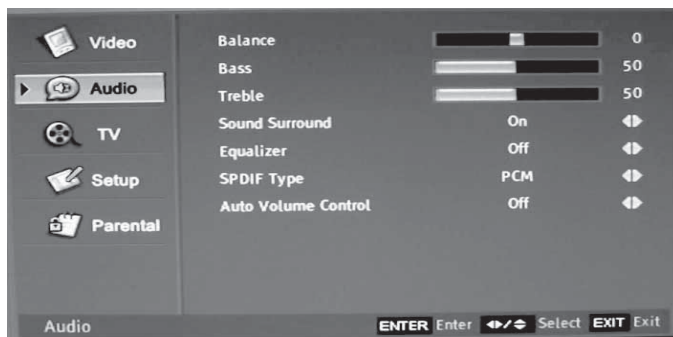 Video
Audio
TV
Setup
Parental
Balance 0
Bass 50
Treble 50
Sound Surround On
Equalizer Off
SPDIF Type PCM
Auto Volume Control Off
Audio
ENTER Enter Select EXIT Exit